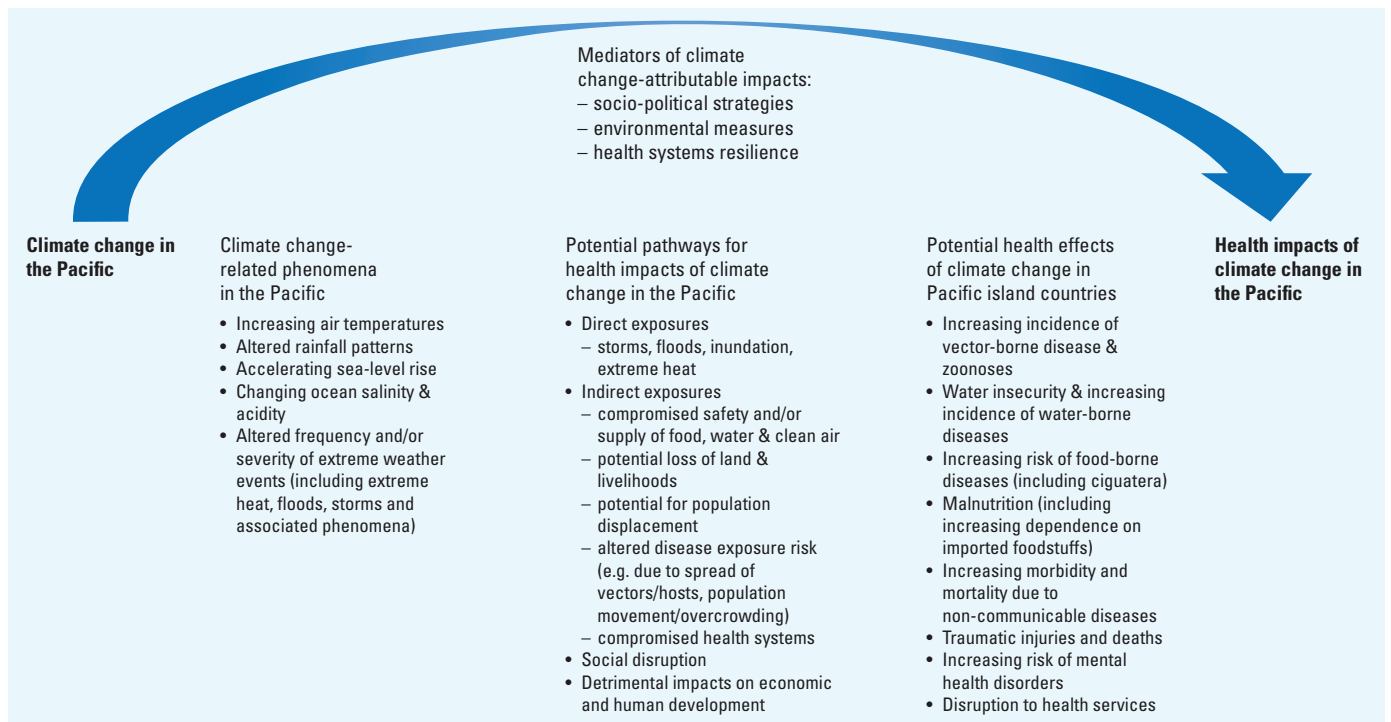 Mediators of climate
change-attributable impacts:
– socio-political strategies
– environmental measures
– health systems resilience
Climate change in
the Pacific
Climate change-
related phenomena
in the Pacific
• Increasing air temperatures
• Altered rainfall patterns
• Accelerating sea-level rise
• Changing ocean salinity &
acidity
• Altered frequency and/or
severity of extreme weather
events (including extreme
heat, floods, storms and
associated phenomena)
Potential pathways for
health impacts of climate
change in the Pacific
• Direct exposures
– storms, floods, inundation,
extreme heat
• Indirect exposures
– compromised safety and/or
supply of food, water & clean air
– potential loss of land &
livelihoods
– potential for population
displacement
– altered disease exposure risk
(e.g. due to spread of
vectors/hosts, population
movement/overcrowding)
– compromised health systems
• Social disruption
• Detrimental impacts on economic
and human development
Potential health effects
of climate change in
Pacific island countries
• Increasing incidence of
vector-borne disease &
zoonoses
• Water insecurity & increasing
incidence of water-borne
diseases
• Increasing risk of food-borne
diseases (including ciguatera)
• Malnutrition (including
increasing dependence on
imported foodstuffs)
• Increasing morbidity and
mortality due to
non-communicable diseases
• Traumatic injuries and deaths
• Increasing risk of mental
health disorders
• Disruption to health services
Health impacts of
climate change in
the Pacific